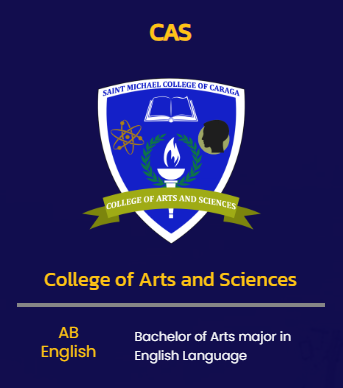 CAS
SAINT MICHAEL COLLEGE OF CARAGA
COLLEGE OF ARTS AND SCIENCES
College of Arts and Sciences
AB
English
Bachelor of Arts major in
English Language